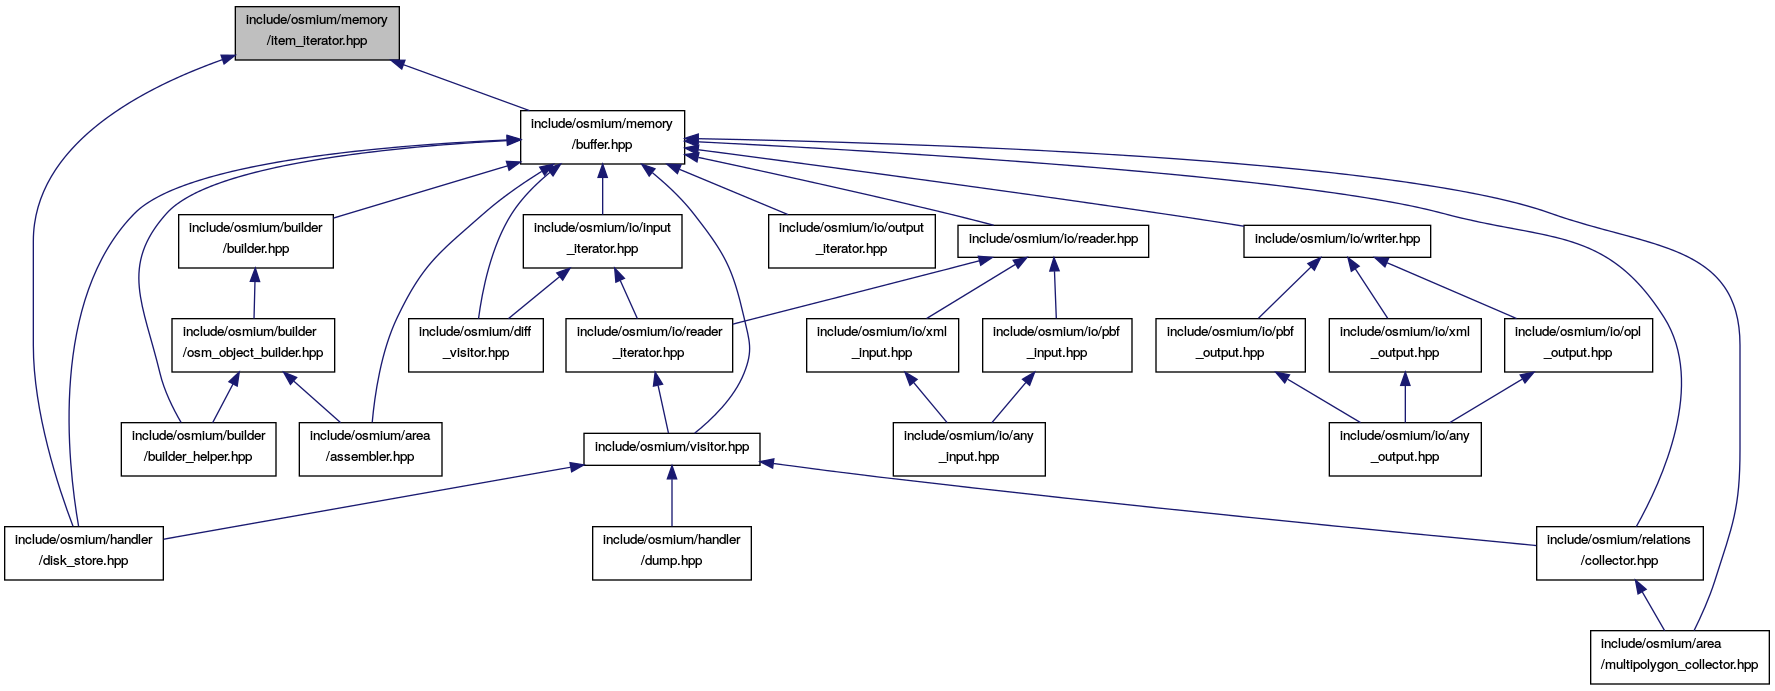 include/osmium/memory
/item_iterator.hpp
include/osmium/memory
/buffer.hpp
include/osmium/builder
/builder.hpp
include/osmium/io/input
_iterator.hpp
include/osmium/io/output
_iterator.hpp
include/osmium/io/reader.hpp
include/osmium/io/writer.hpp
include/osmium/builder
/osm_object_builder.hpp
include/osmium/diff
_visitor.hpp
include/osmium/io/reader
_iterator.hpp
include/osmium/io/xml
_input.hpp
include/osmium/io/pbf
_input.hpp
include/osmium/io/pbf
_output.hpp
include/osmium/io/xml
_output.hpp
include/osmium/io/opl
_output.hpp
include/osmium/builder
/builder_helper.hpp
include/osmium/area
/assembler.hpp
include/osmium/visitor.hpp
include/osmium/io/any
_input.hpp
include/osmium/io/any
_output.hpp
include/osmium/handler
/disk_store.hpp
include/osmium/handler
/dump.hpp
include/osmium/relations
/collector.hpp
include/osmium/area
/multipolygon_collector.hpp